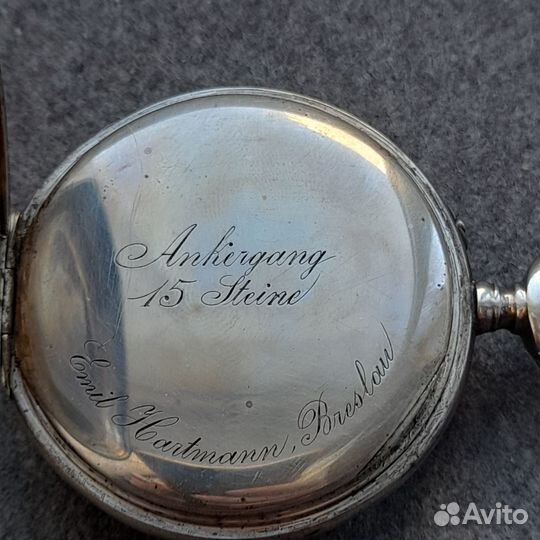 Ankergang
15 Steine
Emil Hartmann, Breslau
Avito